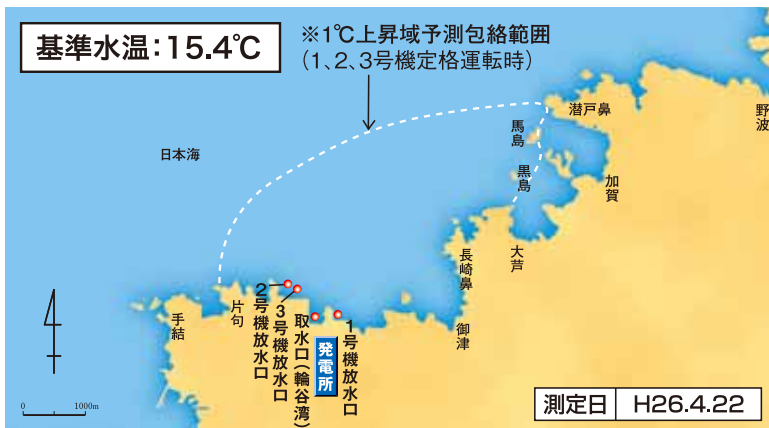 基準水温:15.4℃
※1℃上昇域予測包絡範囲
(1、2、3号機定格運転時)
日本海
潜戸鼻
馬島
野波
黒島
加賀
大芦
長崎鼻
御津
手結
片句
2号機放水口
3号機放水口
取水口(輪谷湾)
発電所
1号機放水口
0 1000m
測定日 H26.4.22